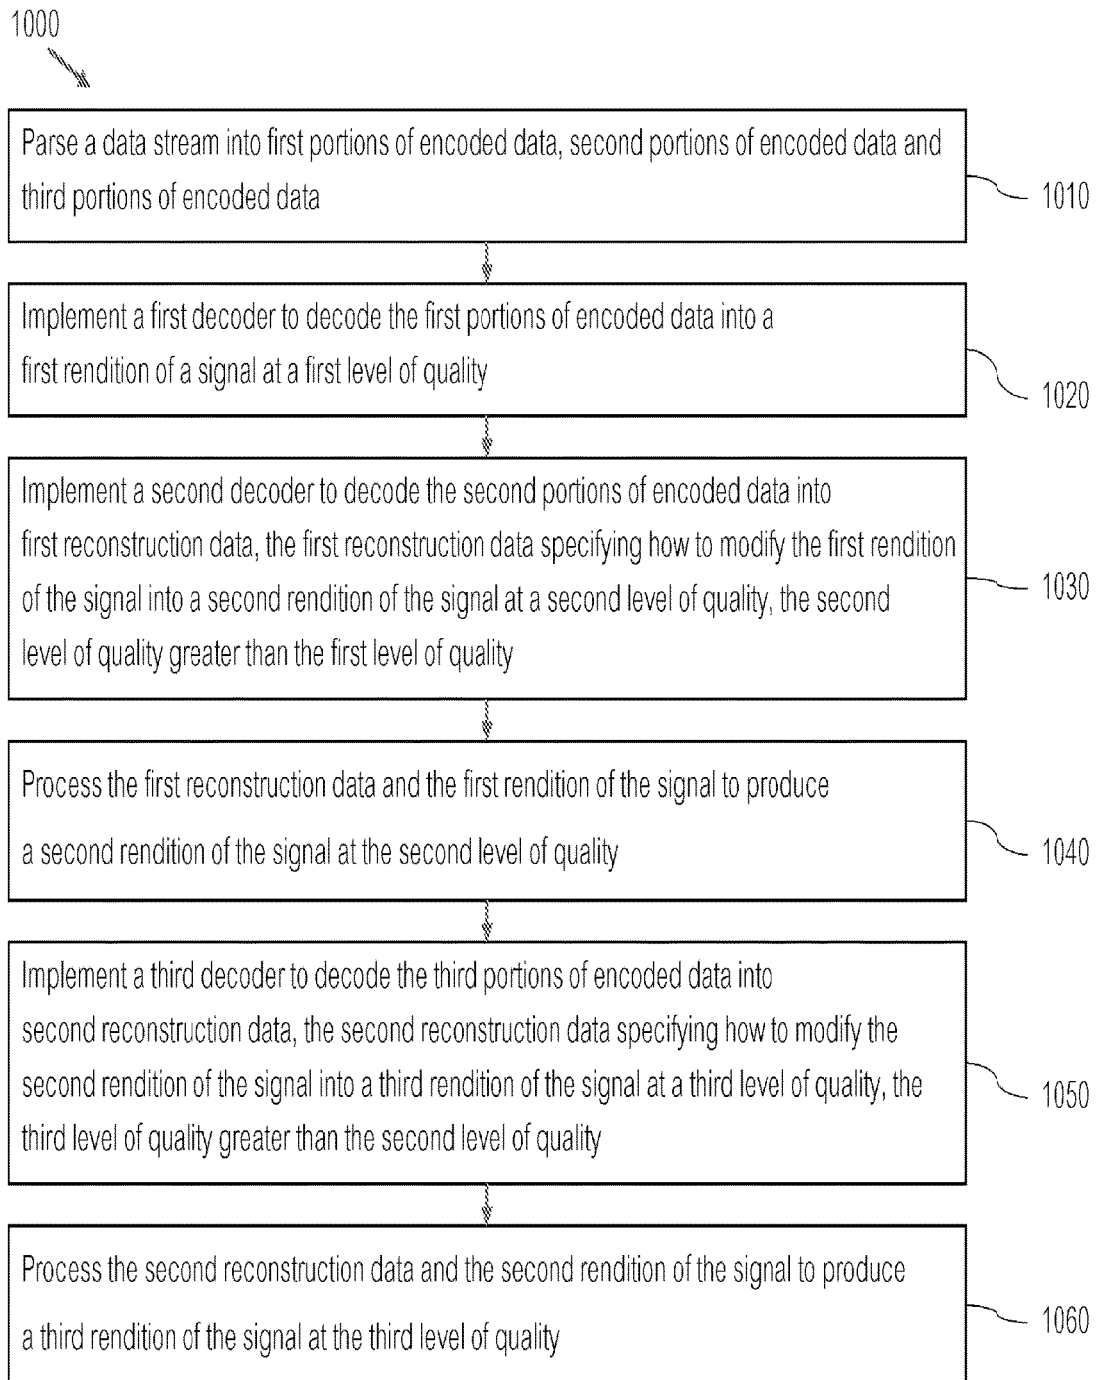 1000
Parse a data stream into first portions of encoded data, second portions of encoded data and
third portions of encoded data
1010
Implement a first decoder to decode the first portions of encoded data into a
first rendition of a signal at a first level of quality
1020
Implement a second decoder to decode the second portions of encoded data into
first reconstruction data, the first reconstruction data specifying how to modify the first rendition
of the signal into a second rendition of the signal at a second level of quality, the second
level of quality greater than the first level of quality
1030
Process the first reconstruction data and the first rendition of the signal to produce
a second rendition of the signal at the second level of quality
1040
Implement a third decoder to decode the third portions of encoded data into
second reconstruction data, the second reconstruction data specifying how to modify the
second rendition of the signal into a third rendition of the signal at a third level of quality, the
third level of quality greater than the second level of quality
1050
Process the second reconstruction data and the second rendition of the signal to produce
a third rendition of the signal at the third level of quality
1060